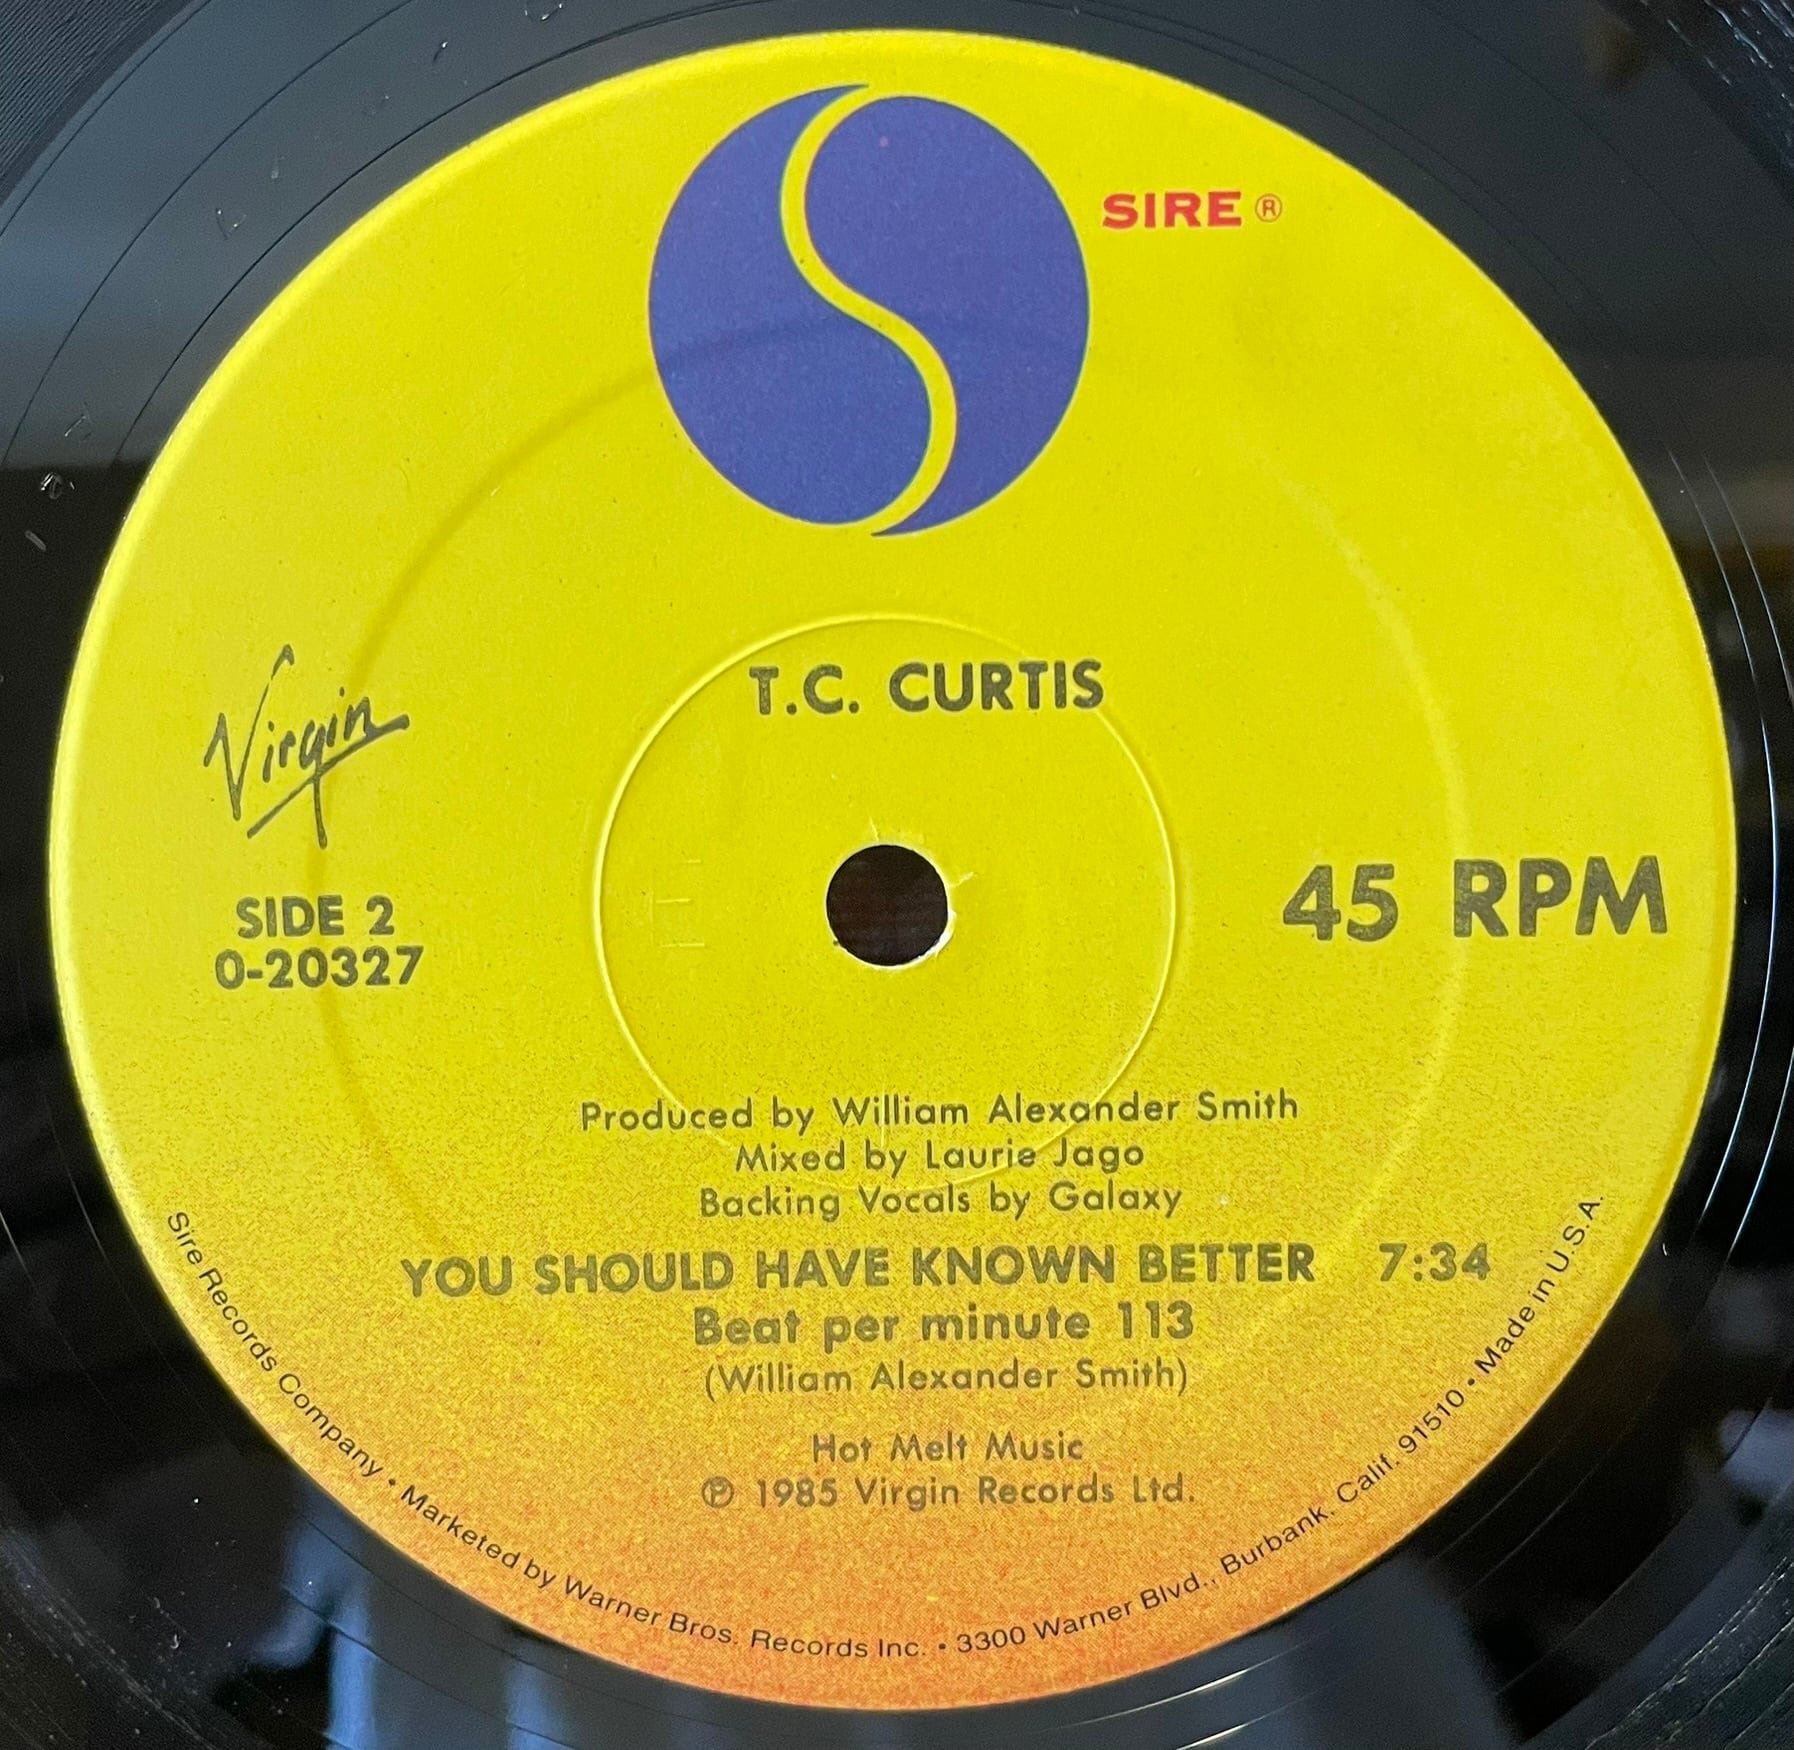 SIRE ®
T.C. CURTIS
Virgin
SIDE 2
0-20327
45 RPM
Produced by William Alexander Smith
Mixed by Laurie Jago
Backing Vocals by Galaxy
YOU SHOULD HAVE KNOWN BETTER 7:34
Beat per minute 113
(William Alexander Smith)
Hot Melt Music
℗ 1985 Virgin Records Ltd.
Sire Records Company • Marketed by Warner Bros. Records Inc. • 3300 Warner Blvd., Burbank, Calif. 91510 • Made in U.S.A.